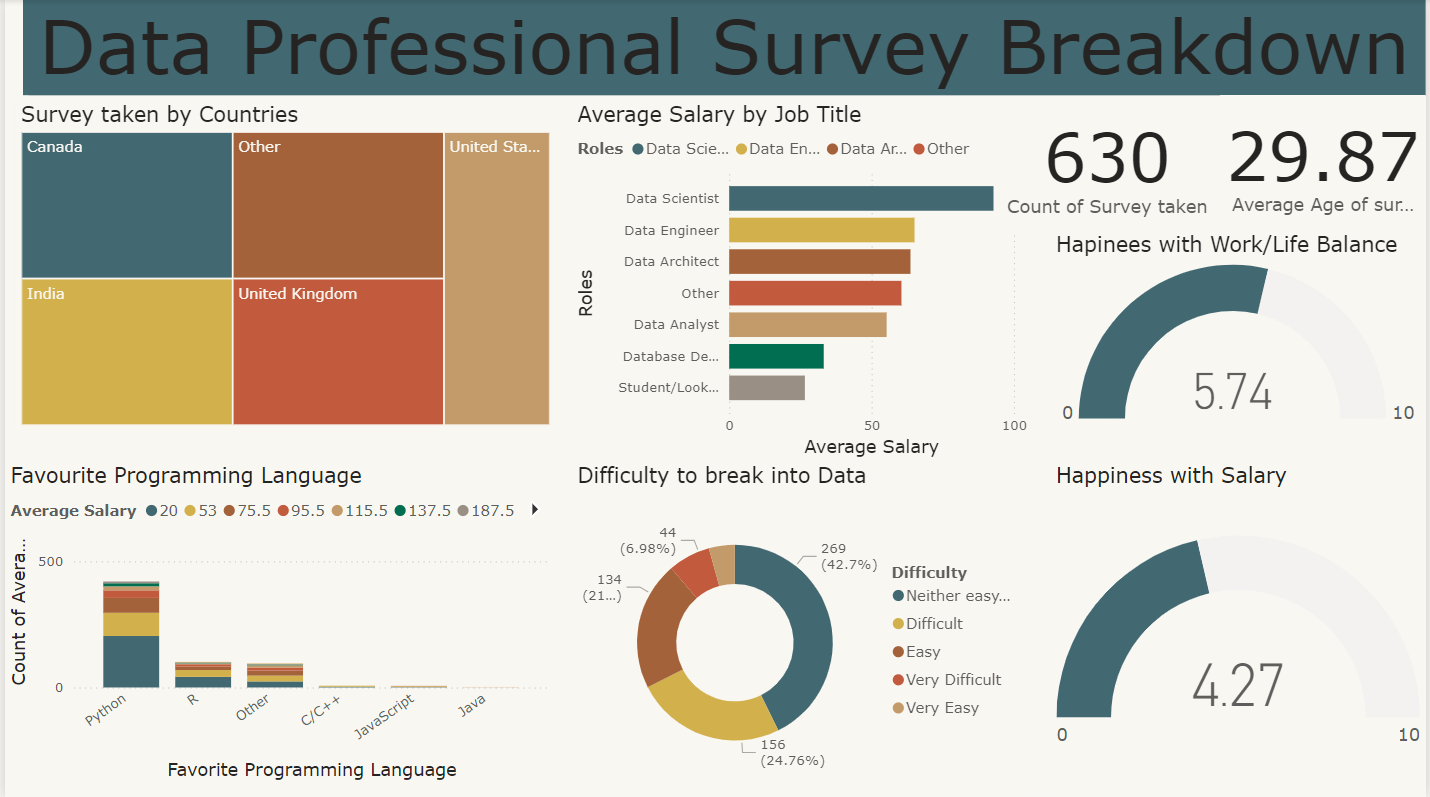 Data Professional Survey Breakdown
Survey taken by Countries
Canada
Other
United Sta...
India
United Kingdom
Average Salary by Job Title
Roles Data Scie... Data En... Data Ar... Other
Roles
Data Scientist
Data Engineer
Data Architect
Other
Data Analyst
Database De...
Student/Look...
0 50 100
Average Salary
630
Count of Survey taken
29.87
Average Age of sur...
Hapinees with Work/Life Balance
5.74
0 10
Favourite Programming Language
Average Salary 20 53 75.5 95.5 115.5 137.5 187.5
Count of Avera...
500
0
Python R Other C/C++ JavaScript Java
Favorite Programming Language
Difficulty to break into Data
44
(6.98%)
269
(42.7%)
134
(21...)
156
(24.76%)
Difficulty
Neither easy...
Difficult
Easy
Very Difficult
Very Easy
Happiness with Salary
4.27
0 10